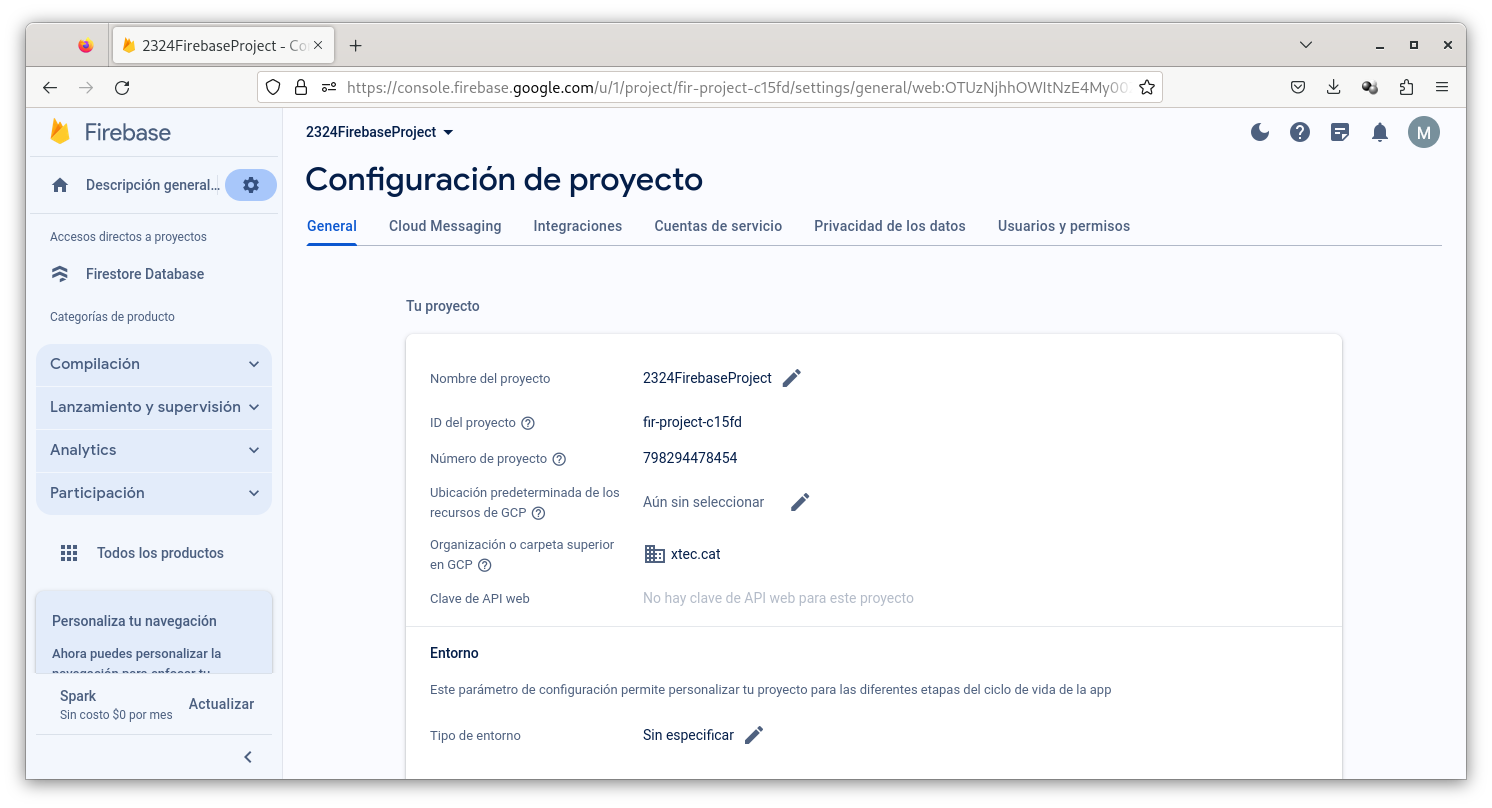 2324FirebaseProject - Co
https://console.firebase.google.com/u/1/project/fir-project-c15fd/settings/general/web:OTUzNjhhOWItNzE4My00
Firebase
2324FirebaseProject
M
Descripción general...
Configuración de proyecto
General Cloud Messaging Integraciones Cuentas de servicio Privacidad de los datos Usuarios y permisos
Accesos directos a proyectos
Firestore Database
Categorías de producto
Compilación
Lanzamiento y supervisión
Analytics
Participación
Todos los productos
Personaliza tu navegación
Ahora puedes personalizar la
navegación para enfocar tu
Spark
Sin costo $0 por mes
Actualizar
Tu proyecto
Nombre del proyecto 2324FirebaseProject
ID del proyecto fir-project-c15fd
Número de proyecto 798294478454
Ubicación predeterminada de los
recursos de GCP
Aún sin seleccionar
Organización o carpeta superior
en GCP
xtec.cat
Clave de API web No hay clave de API web para este proyecto
Entorno
Este parámetro de configuración permite personalizar tu proyecto para las diferentes etapas del ciclo de vida de la app
Tipo de entorno Sin especificar